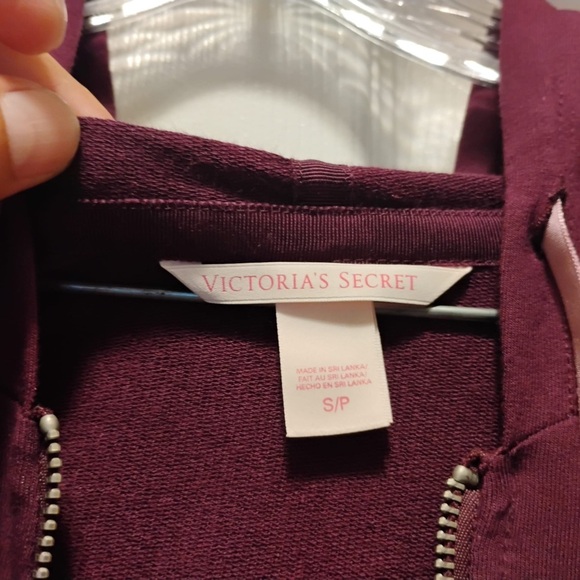 VICTORIA'S SECRET
MADE IN SRI LANKA/
FAIT AU SRI LANKA/
HECHO EN SRI LANKA
S/P